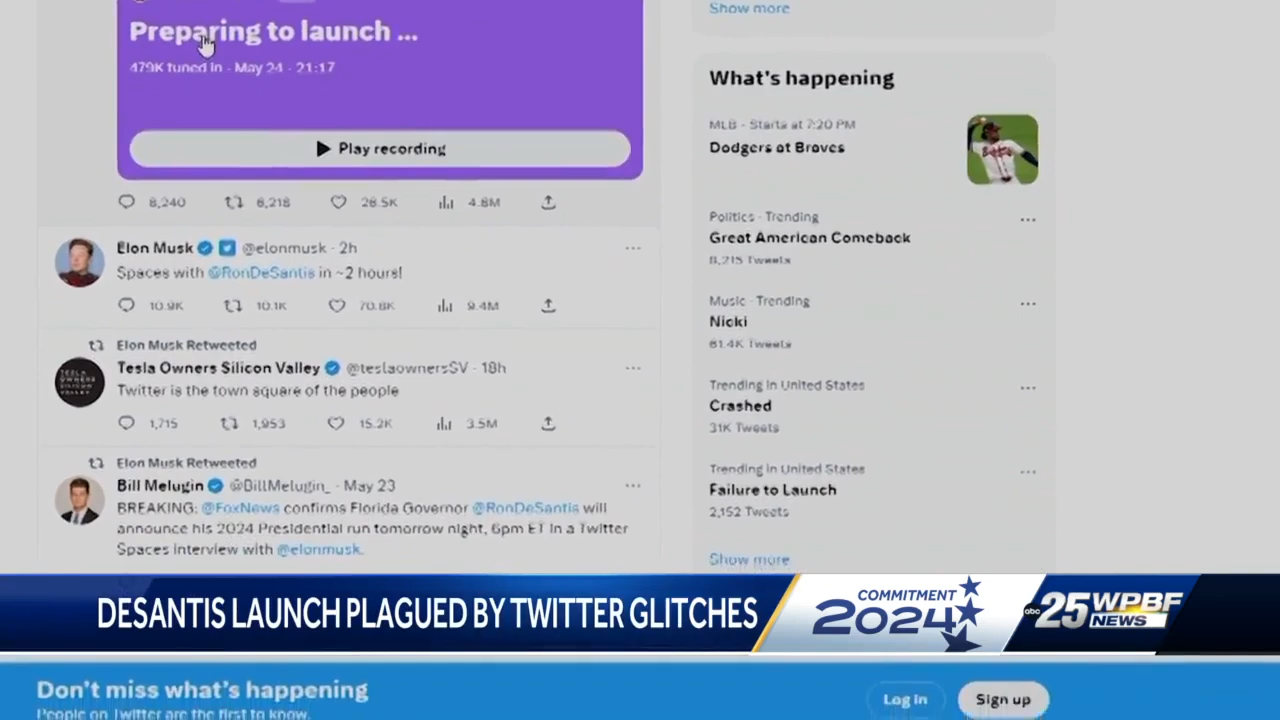 Preparing to launch ...
479K tuned in · May 24 · 21:17
Play recording
8,240 6,218 28.5K 4.8M
Elon Musk @elonmusk · 2h
Spaces with @RonDeSantis in ~2 hours!
10.9K 10.1K 70.8K 9.4M
Elon Musk Retweeted
TESLA OWNERS SILICON VALLEY
Tesla Owners Silicon Valley @teslaownersSV · 18h
Twitter is the town square of the people
1,715 1,953 15.2K 3.5M
Elon Musk Retweeted
Bill Melugin @BillMelugin_ · May 23
BREAKING: @FoxNews confirms Florida Governor @RonDeSantis will
announce his 2024 Presidential run tomorrow night, 6pm ET in a Twitter
Spaces interview with @elonmusk.
Show more
What's happening
MLB · Starts at 7:20 PM
Dodgers at Braves
Politics · Trending
Great American Comeback
8,215 Tweets
Music · Trending
Nicki
81.4K Tweets
Trending in United States
Crashed
31K Tweets
Trending in United States
Failure to Launch
2,152 Tweets
Show more
DESANTIS LAUNCH PLAGUED BY TWITTER GLITCHES
COMMITMENT
2024
abc 25 WPBF
NEWS
Don't miss what's happening
People on Twitter are the first to know.
Log in
Sign up